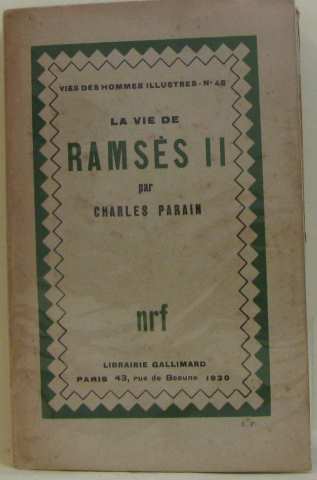 VIES DES HOMMES ILLUSTRES - N° 48
LA VIE DE
RAMSÈS II
par
CHARLES PARAIN
nrf
LIBRAIRIE GALLIMARD
PARIS 43, rue de Beaune 1930